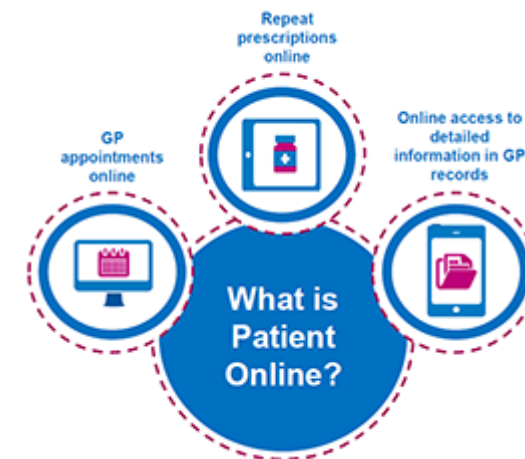 Repeat
prescriptions
online
GP
appointments
online
Online access to
detailed
information in GP
records
What is
Patient
Online?